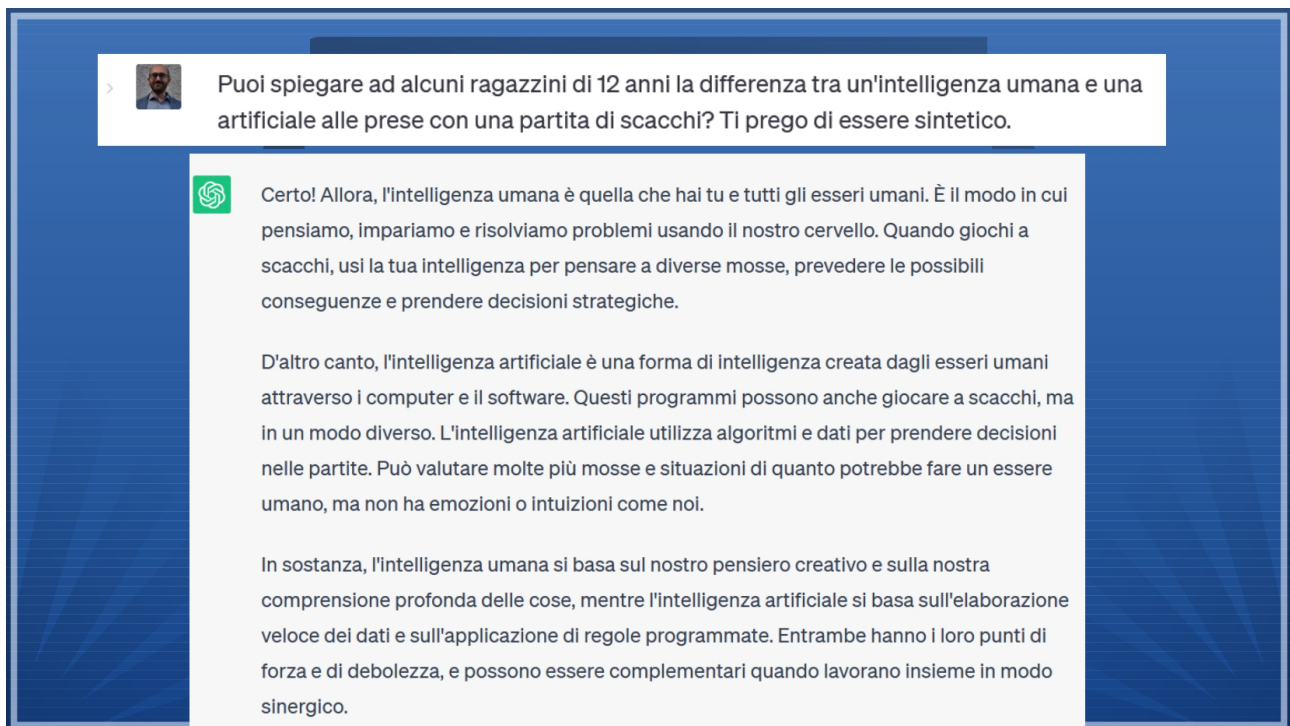 Puoi spiegare ad alcuni ragazzini di 12 anni la differenza tra un'intelligenza umana e una
artificiale alle prese con una partita di scacchi? Ti prego di essere sintetico.
Certo! Allora, l'intelligenza umana è quella che hai tu e tutti gli esseri umani. È il modo in cui
pensiamo, impariamo e risolviamo problemi usando il nostro cervello. Quando giochi a
scacchi, usi la tua intelligenza per pensare a diverse mosse, prevedere le possibili
conseguenze e prendere decisioni strategiche.
D'altro canto, l'intelligenza artificiale è una forma di intelligenza creata dagli esseri umani
attraverso i computer e il software. Questi programmi possono anche giocare a scacchi, ma
in un modo diverso. L'intelligenza artificiale utilizza algoritmi e dati per prendere decisioni
nelle partite. Può valutare molte più mosse e situazioni di quanto potrebbe fare un essere
umano, ma non ha emozioni o intuizioni come noi.
In sostanza, l'intelligenza umana si basa sul nostro pensiero creativo e sulla nostra
comprensione profonda delle cose, mentre l'intelligenza artificiale si basa sull'elaborazione
veloce dei dati e sull'applicazione di regole programmate. Entrambe hanno i loro punti di
forza e di debolezza, e possono essere complementari quando lavorano insieme in modo
sinergico.